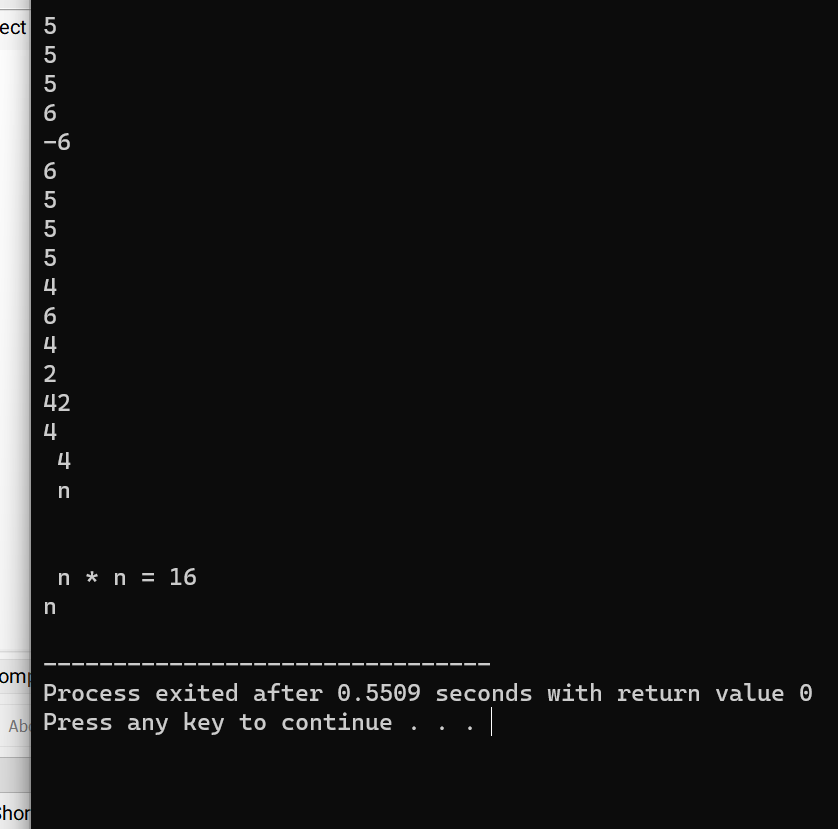 ect
5
5
5
6
-6
6
5
5
5
4
6
4
2
42
4
4
n
n * n = 16
n
--------------------------------
Process exited after 0.5509 seconds with return value 0
Press any key to continue . . .
omp
Abo
Shor